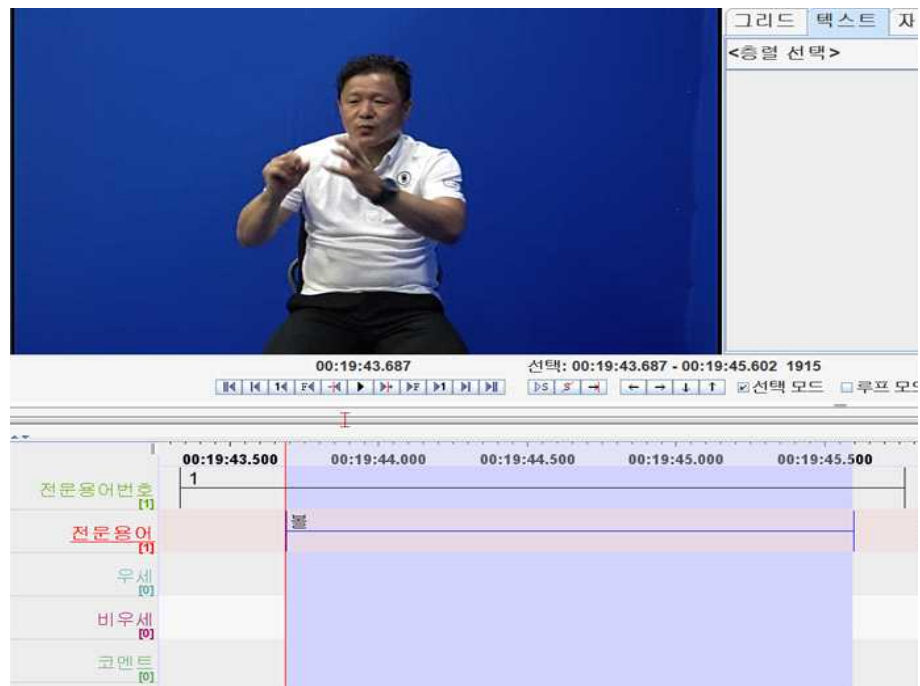 그리드 텍스트 자
<층렬 선택>
00:19:43.687 선택: 00:19:43.687 - 00:19:45.602 1915
선택 모드 루프 모드
00:19:43.500 00:19:44.000 00:19:44.500 00:19:45.000 00:19:45.500
전문용어번호 1
[1]
전문용어 볼
[1]
우세
[0]
비우세
[0]
코멘트
[0]